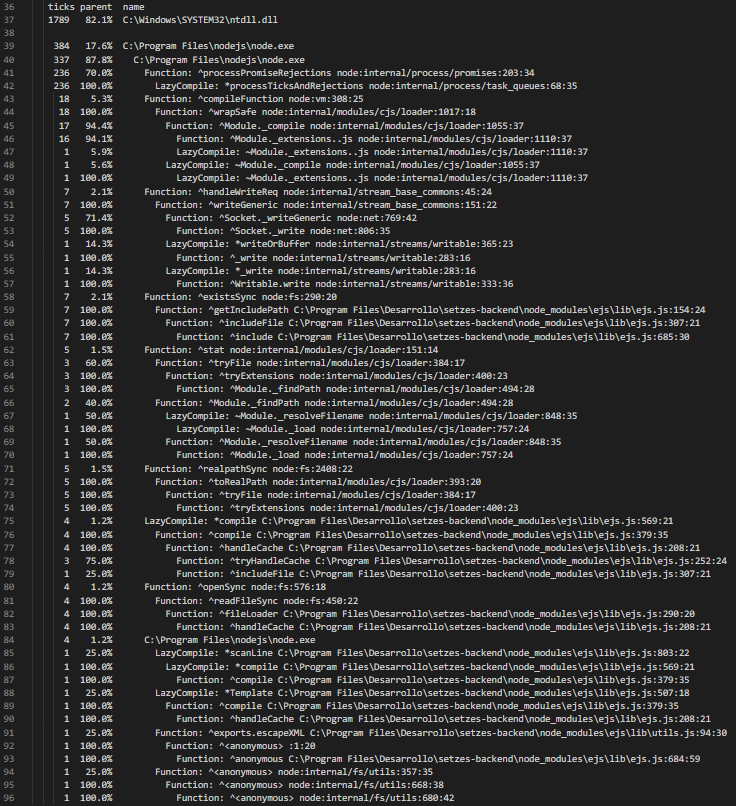 36 ticks parent name
37 1789 82.1% C:\Windows\SYSTEM32\ntdll.dll
38
39 384 17.6% C:\Program Files\nodejs\node.exe
40 337 87.8% C:\Program Files\nodejs\node.exe
41 236 70.0% Function: ^processPromiseRejections node:internal/process/promises:203:34
42 236 100.0% LazyCompile: *processTicksAndRejections node:internal/process/task_queues:68:35
43 18 5.3% Function: ^compileFunction node:vm:308:25
44 18 100.0% Function: ^wrapSafe node:internal/modules/cjs/loader:1017:18
45 17 94.4% Function: ^Module._compile node:internal/modules/cjs/loader:1055:37
46 16 94.1% Function: ^Module._extensions..js node:internal/modules/cjs/loader:1110:37
47 1 5.9% LazyCompile: ~Module._extensions..js node:internal/modules/cjs/loader:1110:37
48 1 5.6% LazyCompile: ~Module._compile node:internal/modules/cjs/loader:1055:37
49 1 100.0% LazyCompile: ~Module._extensions..js node:internal/modules/cjs/loader:1110:37
50 7 2.1% Function: ^handleWriteReq node:internal/stream_base_commons:45:24
51 7 100.0% Function: ^writeGeneric node:internal/stream_base_commons:151:22
52 5 71.4% Function: ^Socket._writeGeneric node:net:769:42
53 5 100.0% Function: ^Socket._write node:net:806:35
54 1 14.3% LazyCompile: *writeOrBuffer node:internal/streams/writable:365:23
55 1 100.0% Function: ^_write node:internal/streams/writable:283:16
56 1 14.3% LazyCompile: *_write node:internal/streams/writable:283:16
57 1 100.0% Function: ^Writable.write node:internal/streams/writable:333:36
58 7 2.1% Function: ^existsSync node:fs:290:20
59 7 100.0% Function: ^getIncludePath C:\Program Files\Desarrollo\setzes-backend\node_modules\ejs\lib\ejs.js:154:24
60 7 100.0% Function: ^includeFile C:\Program Files\Desarrollo\setzes-backend\node_modules\ejs\lib\ejs.js:307:21
61 7 100.0% Function: ^include C:\Program Files\Desarrollo\setzes-backend\node_modules\ejs\lib\ejs.js:685:30
62 5 1.5% Function: ^stat node:internal/modules/cjs/loader:151:14
63 3 60.0% Function: ^tryFile node:internal/modules/cjs/loader:384:17
64 3 100.0% Function: ^tryExtensions node:internal/modules/cjs/loader:400:23
65 3 100.0% Function: ^Module._findPath node:internal/modules/cjs/loader:494:28
66 2 40.0% Function: ^Module._findPath node:internal/modules/cjs/loader:494:28
67 1 50.0% LazyCompile: ~Module._resolveFilename node:internal/modules/cjs/loader:848:35
68 1 100.0% LazyCompile: ~Module._load node:internal/modules/cjs/loader:757:24
69 1 50.0% Function: ^Module._resolveFilename node:internal/modules/cjs/loader:848:35
70 1 100.0% Function: ^Module._load node:internal/modules/cjs/loader:757:24
71 5 1.5% Function: ^realpathSync node:fs:2408:22
72 5 100.0% Function: ^toRealPath node:internal/modules/cjs/loader:393:20
73 5 100.0% Function: ^tryFile node:internal/modules/cjs/loader:384:17
74 5 100.0% Function: ^tryExtensions node:internal/modules/cjs/loader:400:23
75 4 1.2% LazyCompile: *compile C:\Program Files\Desarrollo\setzes-backend\node_modules\ejs\lib\ejs.js:569:21
76 4 100.0% Function: ^compile C:\Program Files\Desarrollo\setzes-backend\node_modules\ejs\lib\ejs.js:379:35
77 4 100.0% Function: ^handleCache C:\Program Files\Desarrollo\setzes-backend\node_modules\ejs\lib\ejs.js:208:21
78 3 75.0% Function: ^tryHandleCache C:\Program Files\Desarrollo\setzes-backend\node_modules\ejs\lib\ejs.js:252:24
79 1 25.0% Function: ^includeFile C:\Program Files\Desarrollo\setzes-backend\node_modules\ejs\lib\ejs.js:307:21
80 4 1.2% Function: ^openSync node:fs:576:18
81 4 100.0% Function: ^readFileSync node:fs:450:22
82 4 100.0% Function: ^fileLoader C:\Program Files\Desarrollo\setzes-backend\node_modules\ejs\lib\ejs.js:290:20
83 4 100.0% Function: ^handleCache C:\Program Files\Desarrollo\setzes-backend\node_modules\ejs\lib\ejs.js:208:21
84 4 1.2% C:\Program Files\nodejs\node.exe
85 1 25.0% LazyCompile: *scanLine C:\Program Files\Desarrollo\setzes-backend\node_modules\ejs\lib\ejs.js:803:22
86 1 100.0% LazyCompile: *compile C:\Program Files\Desarrollo\setzes-backend\node_modules\ejs\lib\ejs.js:569:21
87 1 100.0% Function: ^compile C:\Program Files\Desarrollo\setzes-backend\node_modules\ejs\lib\ejs.js:379:35
88 1 25.0% LazyCompile: *Template C:\Program Files\Desarrollo\setzes-backend\node_modules\ejs\lib\ejs.js:507:18
89 1 100.0% Function: ^compile C:\Program Files\Desarrollo\setzes-backend\node_modules\ejs\lib\ejs.js:379:35
90 1 100.0% Function: ^handleCache C:\Program Files\Desarrollo\setzes-backend\node_modules\ejs\lib\ejs.js:208:21
91 1 25.0% Function: ^exports.escapeXML C:\Program Files\Desarrollo\setzes-backend\node_modules\ejs\lib\utils.js:94:30
92 1 100.0% Function: ^<anonymous> :1:20
93 1 100.0% Function: ^anonymous C:\Program Files\Desarrollo\setzes-backend\node_modules\ejs\lib\ejs.js:684:59
94 1 25.0% Function: ^<anonymous> node:internal/fs/utils:357:35
95 1 100.0% Function: ^<anonymous> node:internal/fs/utils:668:38
96 1 100.0% Function: ^<anonymous> node:internal/fs/utils:680:42